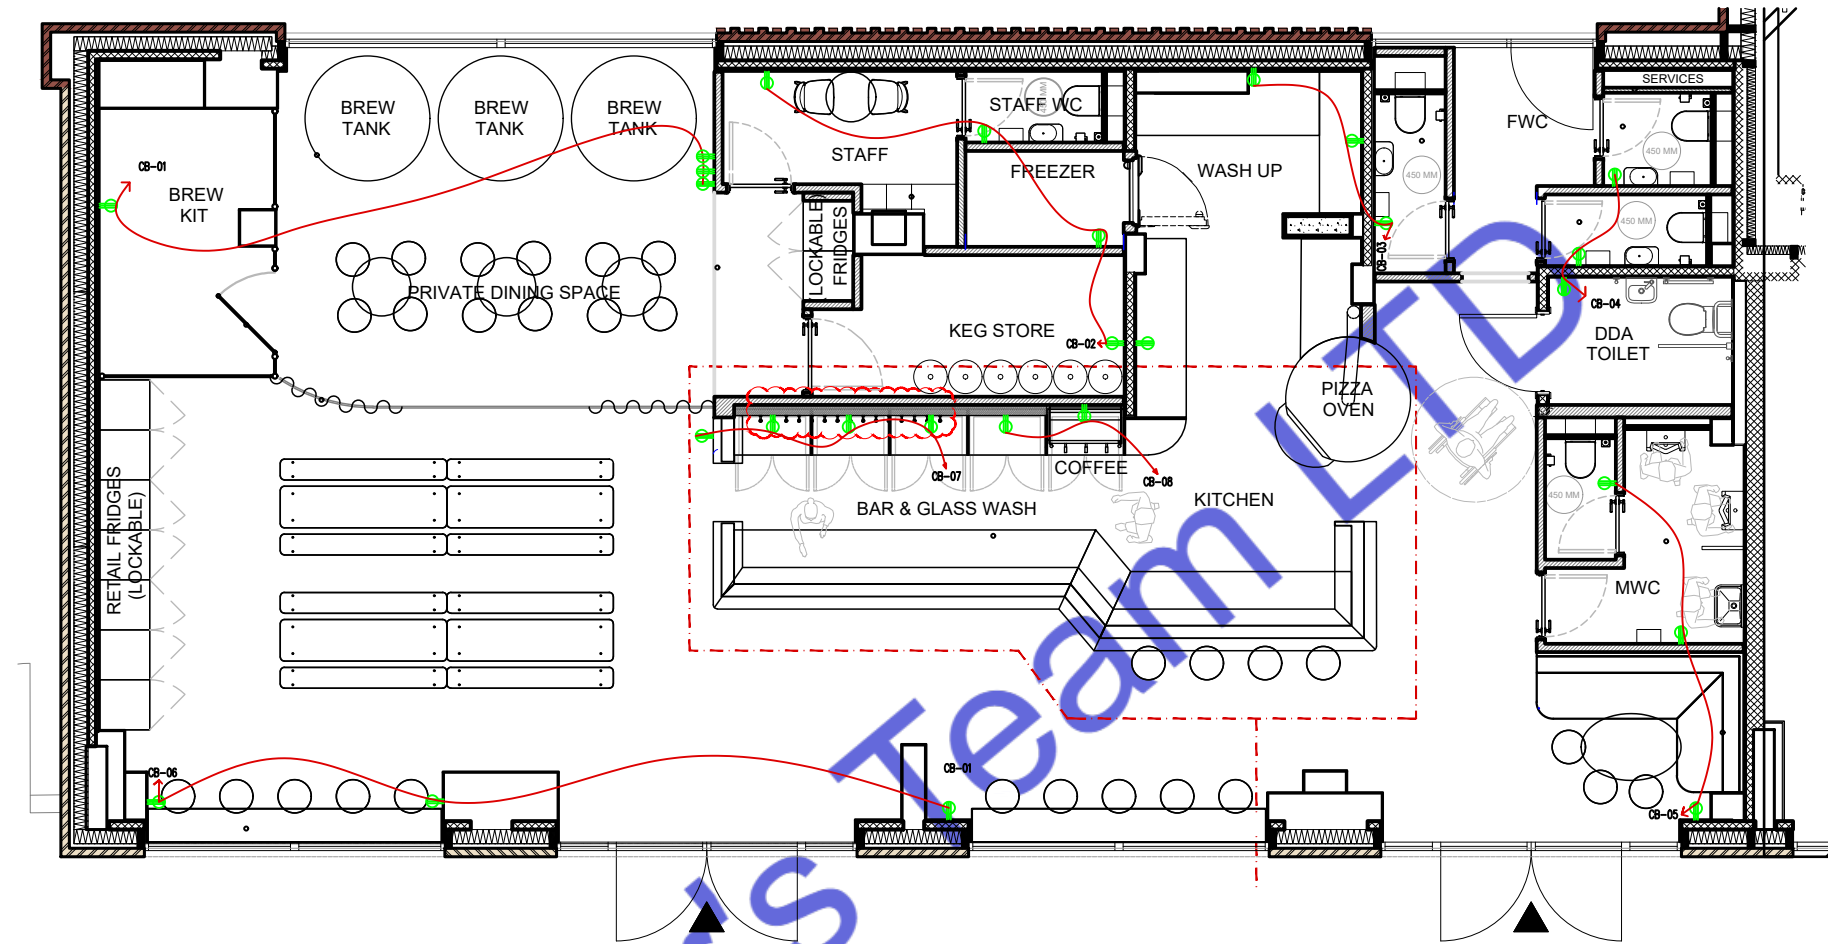 SERVICES
BREW
TANK
BREW
TANK
BREW
TANK
STAFF WC
FWC
STAFF
FREEZER
WASH UP
450 MM
450 MM
450 MM
CB-01
BREW
KIT
LOCKABLE)
FRIDGES
CB-03
PRIVATE DINING SPACE
CB-04
KEG STORE
CB-02
DDA
TOILET
PIZZA
OVEN
COFFEE
CB-07
CB-08
BAR & GLASS WASH
KITCHEN
450 MM
RETAIL FRIDGES
(LOCKABLE)
MWC
CB-06
CB-01
CB-05
's Team LTD